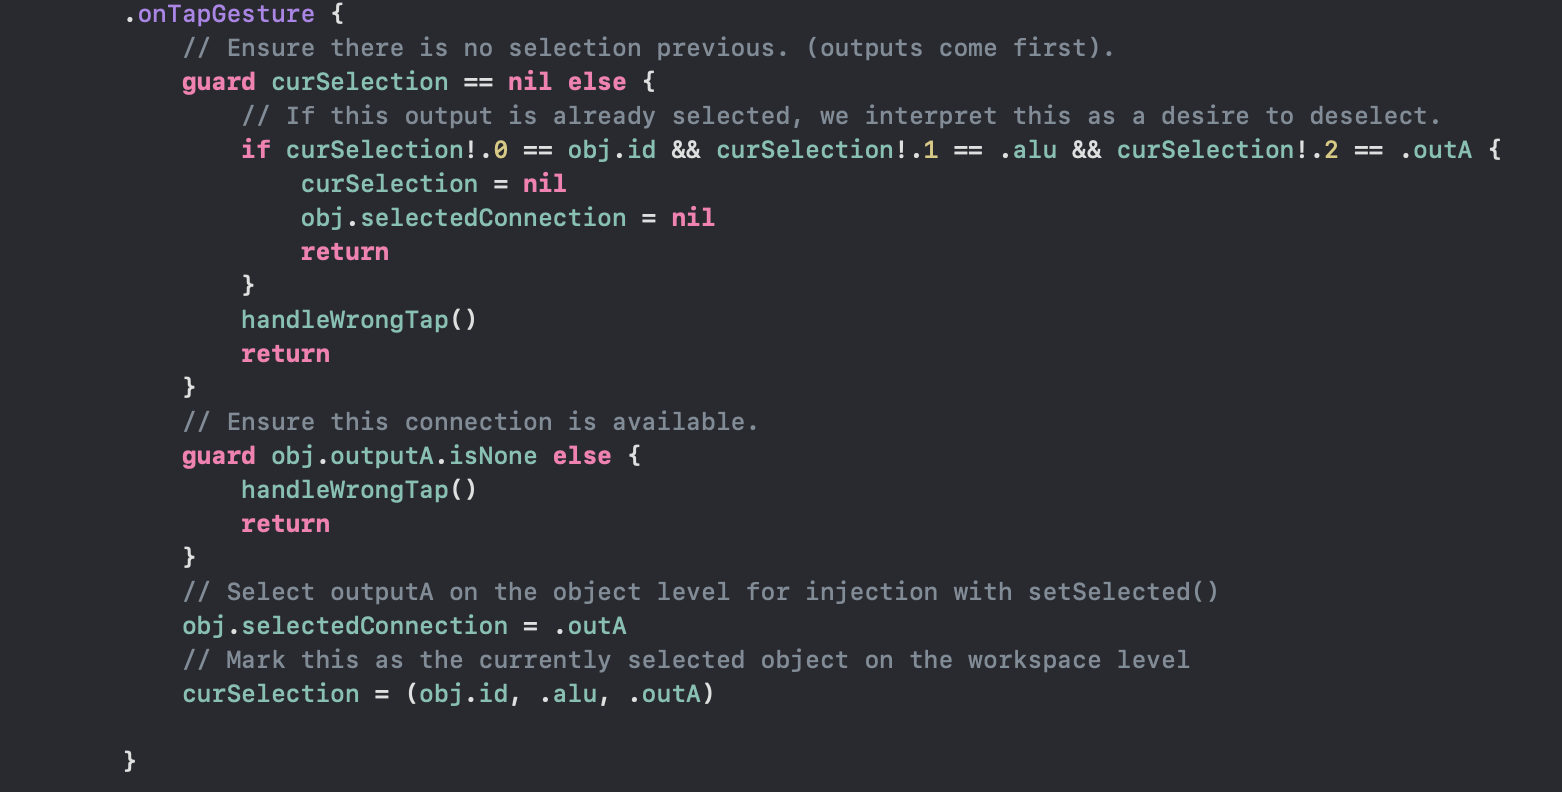 .onTapGesture {
// Ensure there is no selection previous. (outputs come first).
guard curSelection == nil else {
// If this output is already selected, we interpret this as a desire to deselect.
if curSelection!.0 == obj.id && curSelection!.1 == .alu && curSelection!.2 == .outA {
curSelection = nil
obj.selectedConnection = nil
return
}
handleWrongTap()
return
}
// Ensure this connection is available.
guard obj.outputA.isNone else {
handleWrongTap()
return
}
// Select outputA on the object level for injection with setSelected()
obj.selectedConnection = .outA
// Mark this as the currently selected object on the workspace level
curSelection = (obj.id, .alu, .outA)
}